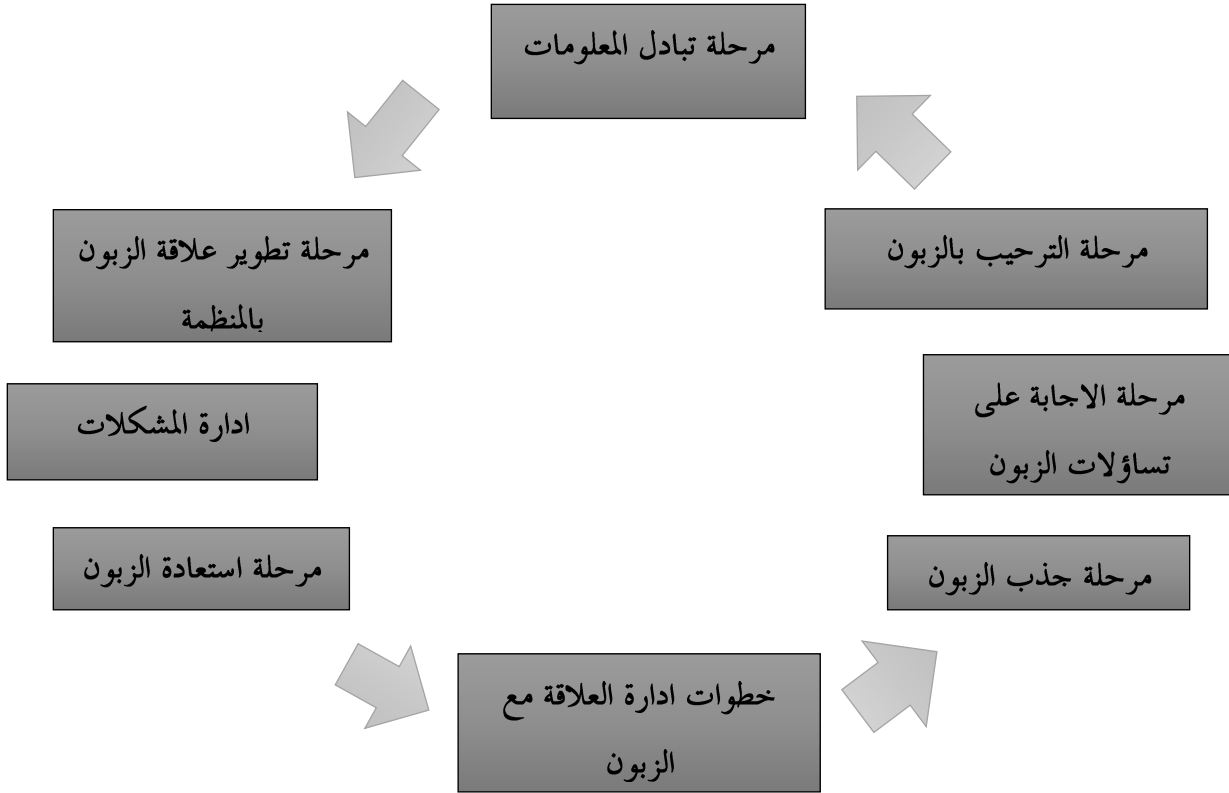 مرحلة تبادل المعلومات
مرحلة تطوير علاقة الزبون
بالمنظمة
مرحلة الترحيب بالزبون
ادارة المشكلات
مرحلة الاجابة على
تساؤلات الزبون
مرحلة استعادة الزبون
مرحلة جذب الزبون
خطوات ادارة العلاقة مع
الزبون